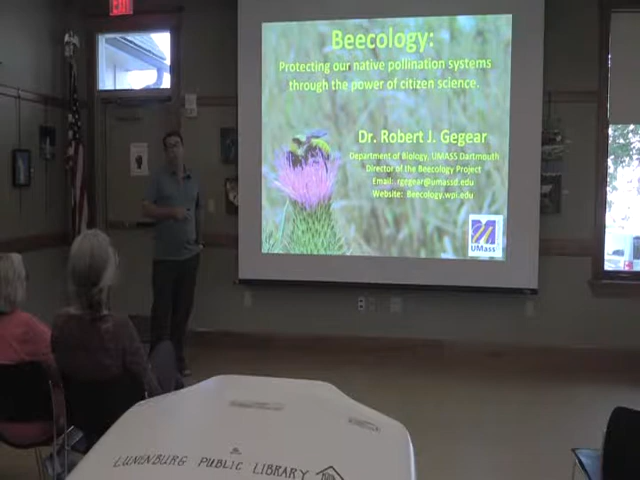 EXIT
Beecology:
Protecting our native pollination systems
through the power of citizen science.
Dr. Robert J. Gegear
Department of Biology, UMASS Dartmouth
Director of the Beecology Project
Email: rgegear@umassd.edu
Website: Beecology.wpi.edu
UMass
LUNENBURG PUBLIC LIBRARY